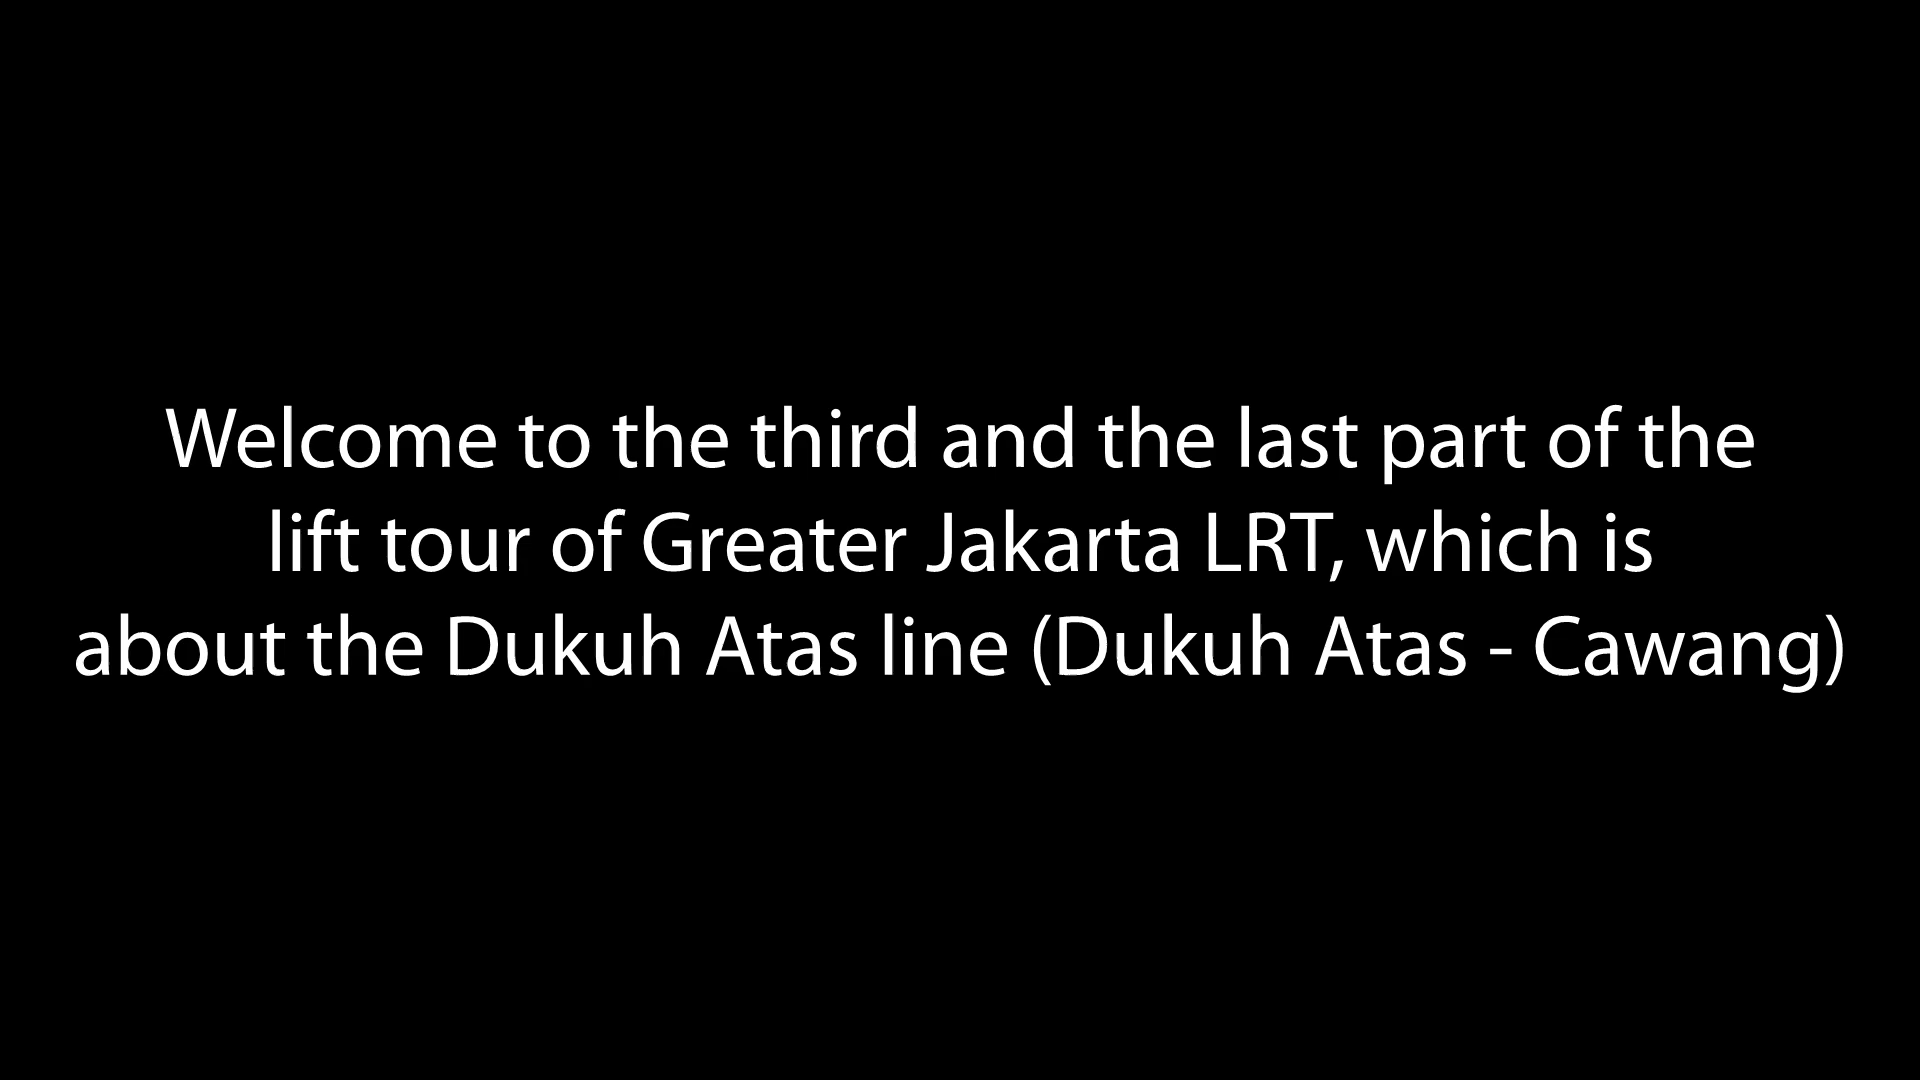 Welcome to the third and the last part of the
lift tour of Greater Jakarta LRT, which is
about the Dukuh Atas line (Dukuh Atas - Cawang)